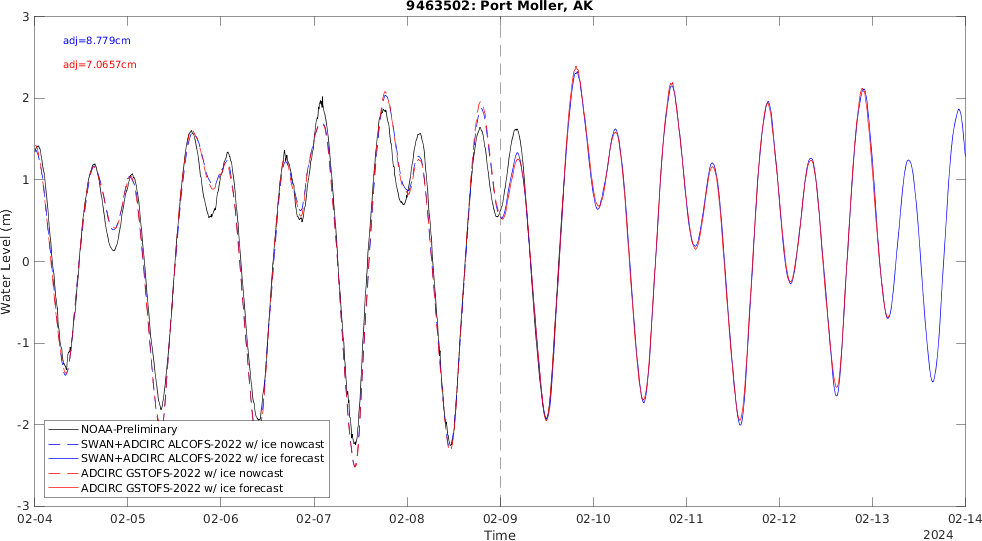 9463502: Port Moller, AK
adj=8.779cm
adj=7.0657cm
Water Level (m)
3
2
1
0
-1
-2
-3
NOAA-Preliminary
SWAN+ADCIRC ALCOFS-2022 w/ ice nowcast
SWAN+ADCIRC ALCOFS-2022 w/ ice forecast
ADCIRC GSTOFS-2022 w/ ice nowcast
ADCIRC GSTOFS-2022 w/ ice forecast
02-04 02-05 02-06 02-07 02-08 02-09 02-10 02-11 02-12 02-13 02-14
Time
2024